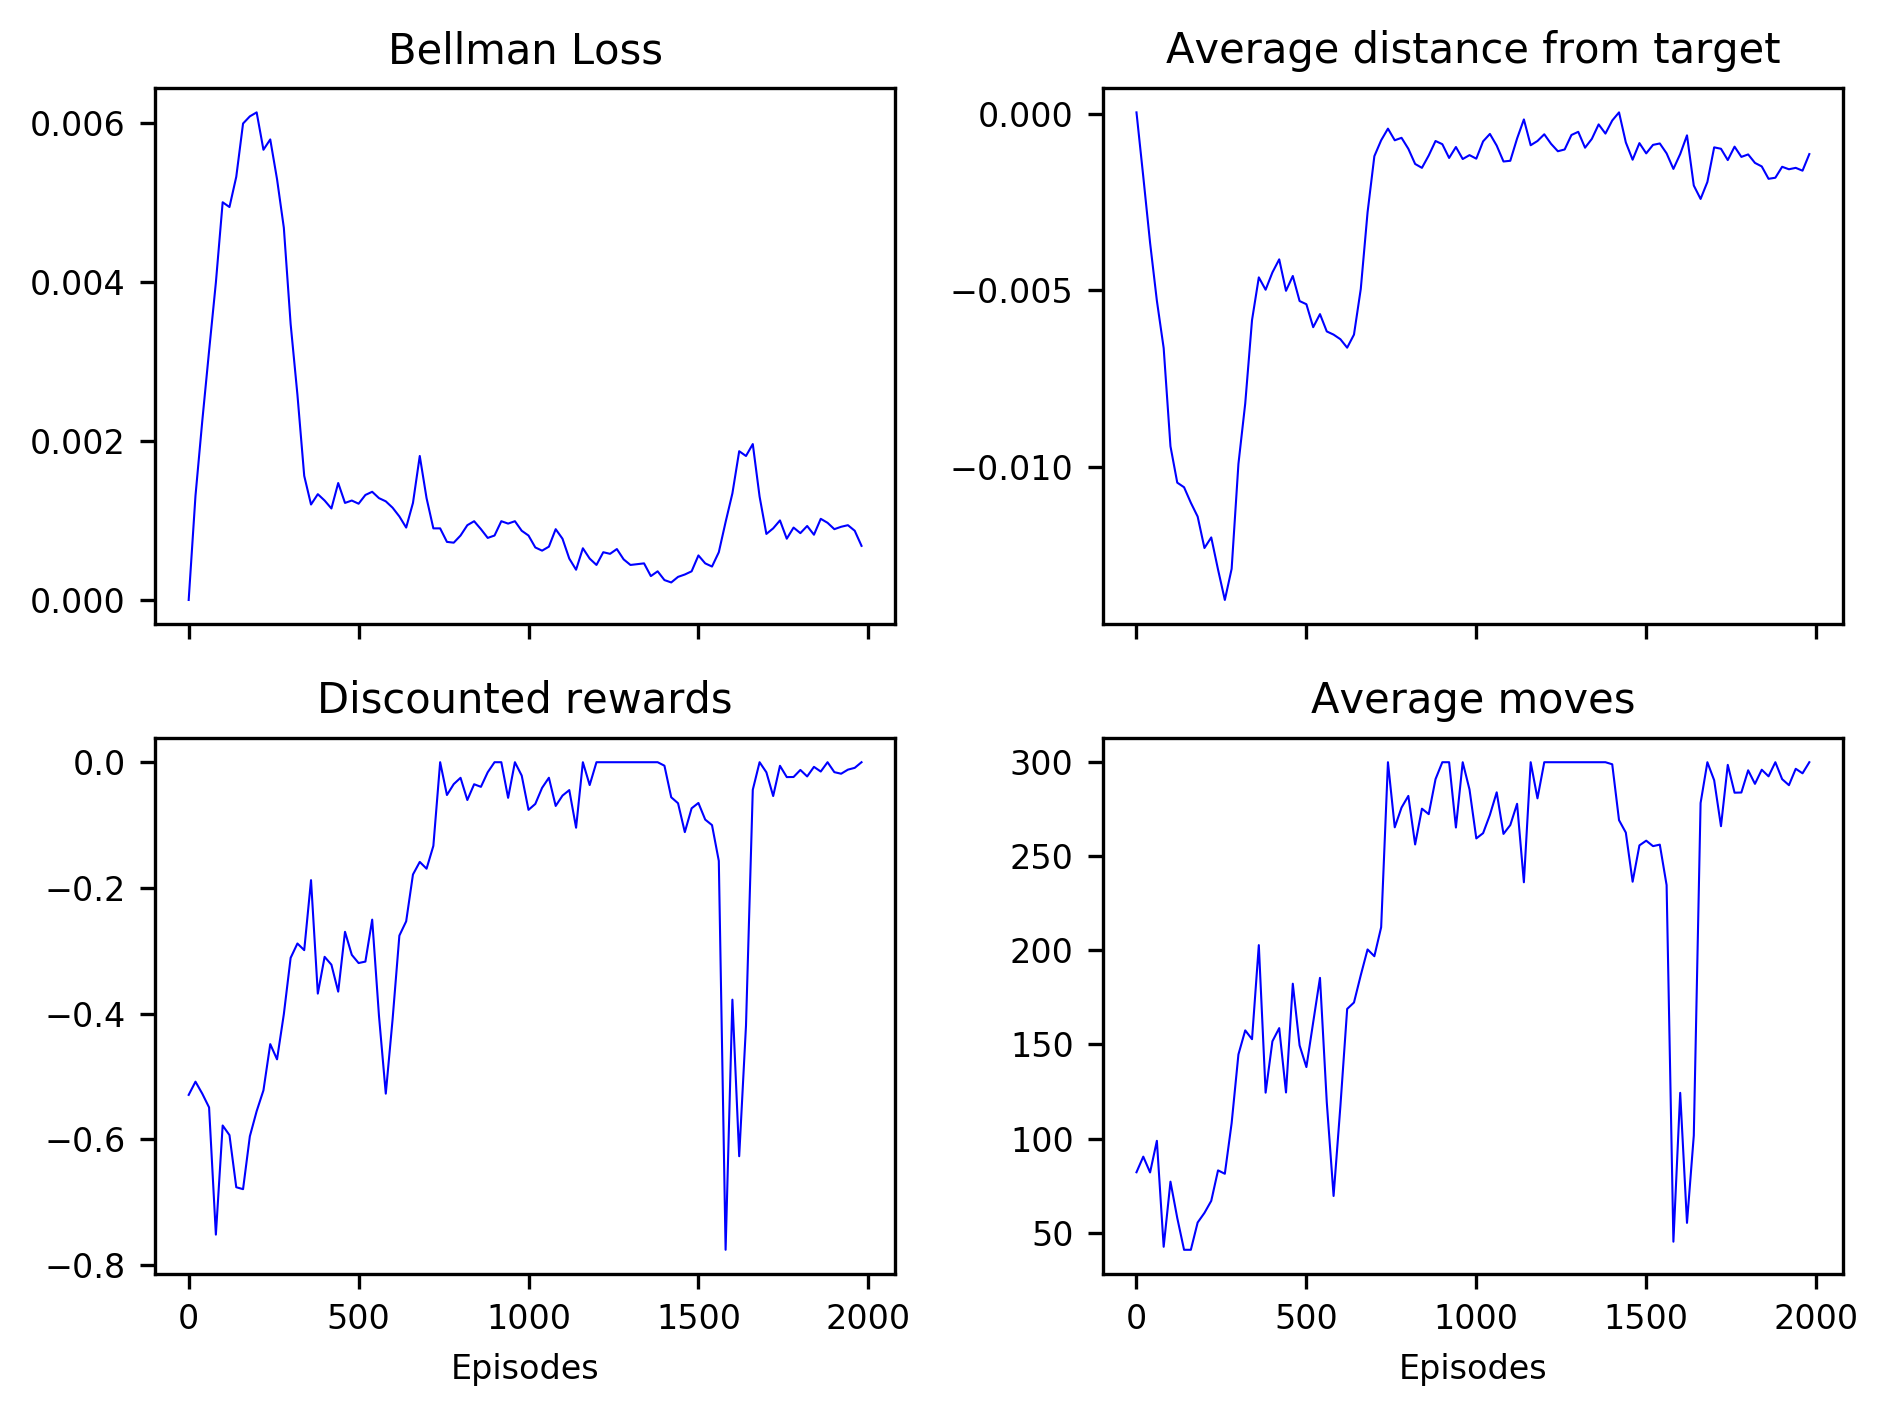 Bellman Loss
0.006
0.004
0.002
0.000
Average distance from target
0.000
−0.005
−0.010
Discounted rewards
0.0
−0.2
−0.4
−0.6
−0.8
0 500 1000 1500 2000
Episodes
Average moves
300
250
200
150
100
50
0 500 1000 1500 2000
Episodes